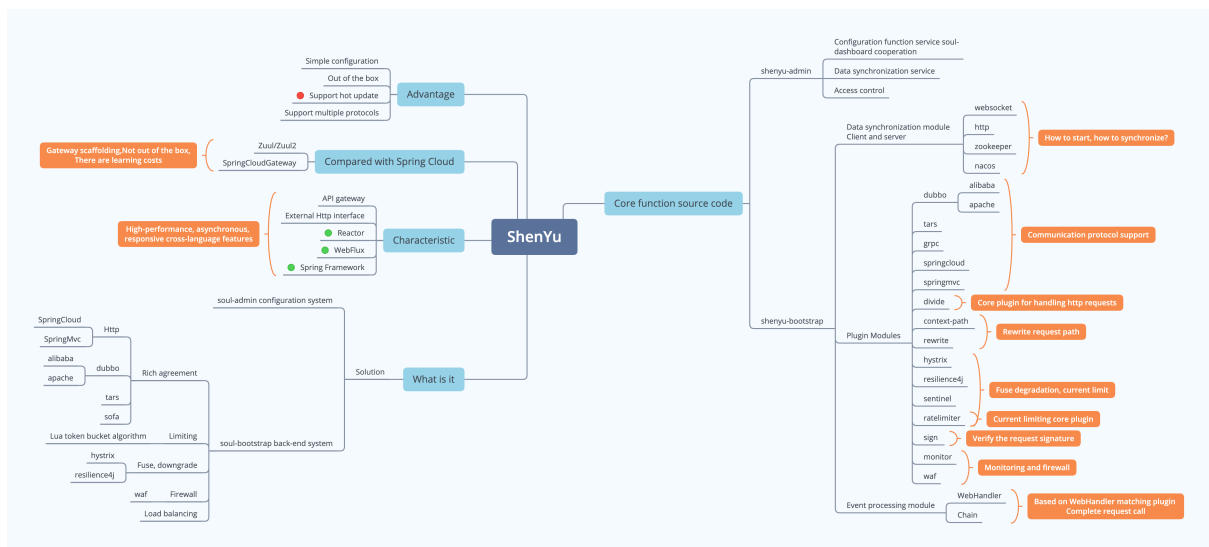 ShenYu
Advantage
Simple configuration
Out of the box
Support hot update
Support multiple protocols
Compared with Spring Cloud
Zuul/Zuul2
SpringCloudGateway
Gateway scaffolding,Not out of the box,
There are learning costs
Characteristic
API gateway
External Http interface
Reactor
WebFlux
Spring Framework
High-performance, asynchronous,
responsive cross-language features
What is it
Solution
soul-admin configuration system
soul-bootstrap back-end system
Rich agreement
Http
SpringCloud
SpringMvc
dubbo
alibaba
apache
tars
sofa
Limiting
Lua token bucket algorithm
Fuse, downgrade
hystrix
resilience4j
Firewall
waf
Load balancing
Core function source code
shenyu-admin
Configuration function service soul-
dashboard cooperation
Data synchronization service
Access control
shenyu-bootstrap
Data synchronization module
Client and server
websocket
http
zookeeper
nacos
How to start, how to synchronize?
Plugin Modules
dubbo
alibaba
apache
tars
grpc
springcloud
springmvc
Communication protocol support
divide
Core plugin for handling http requests
context-path
rewrite
Rewrite request path
hystrix
resilience4j
sentinel
ratelimiter
Fuse degradation, current limit
Current limiting core plugin
sign
Verify the request signature
monitor
waf
Monitoring and firewall
Event processing module
WebHandler
Chain
Based on WebHandler matching plugin
Complete request call